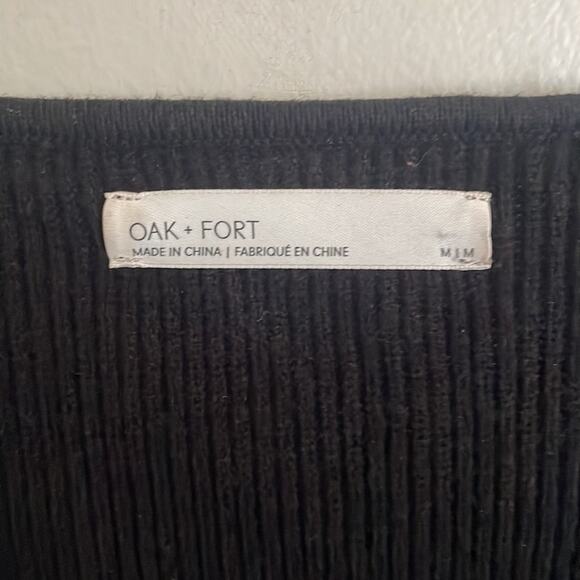 OAK + FORT
MADE IN CHINA | FABRIQUÉ EN CHINE M | M